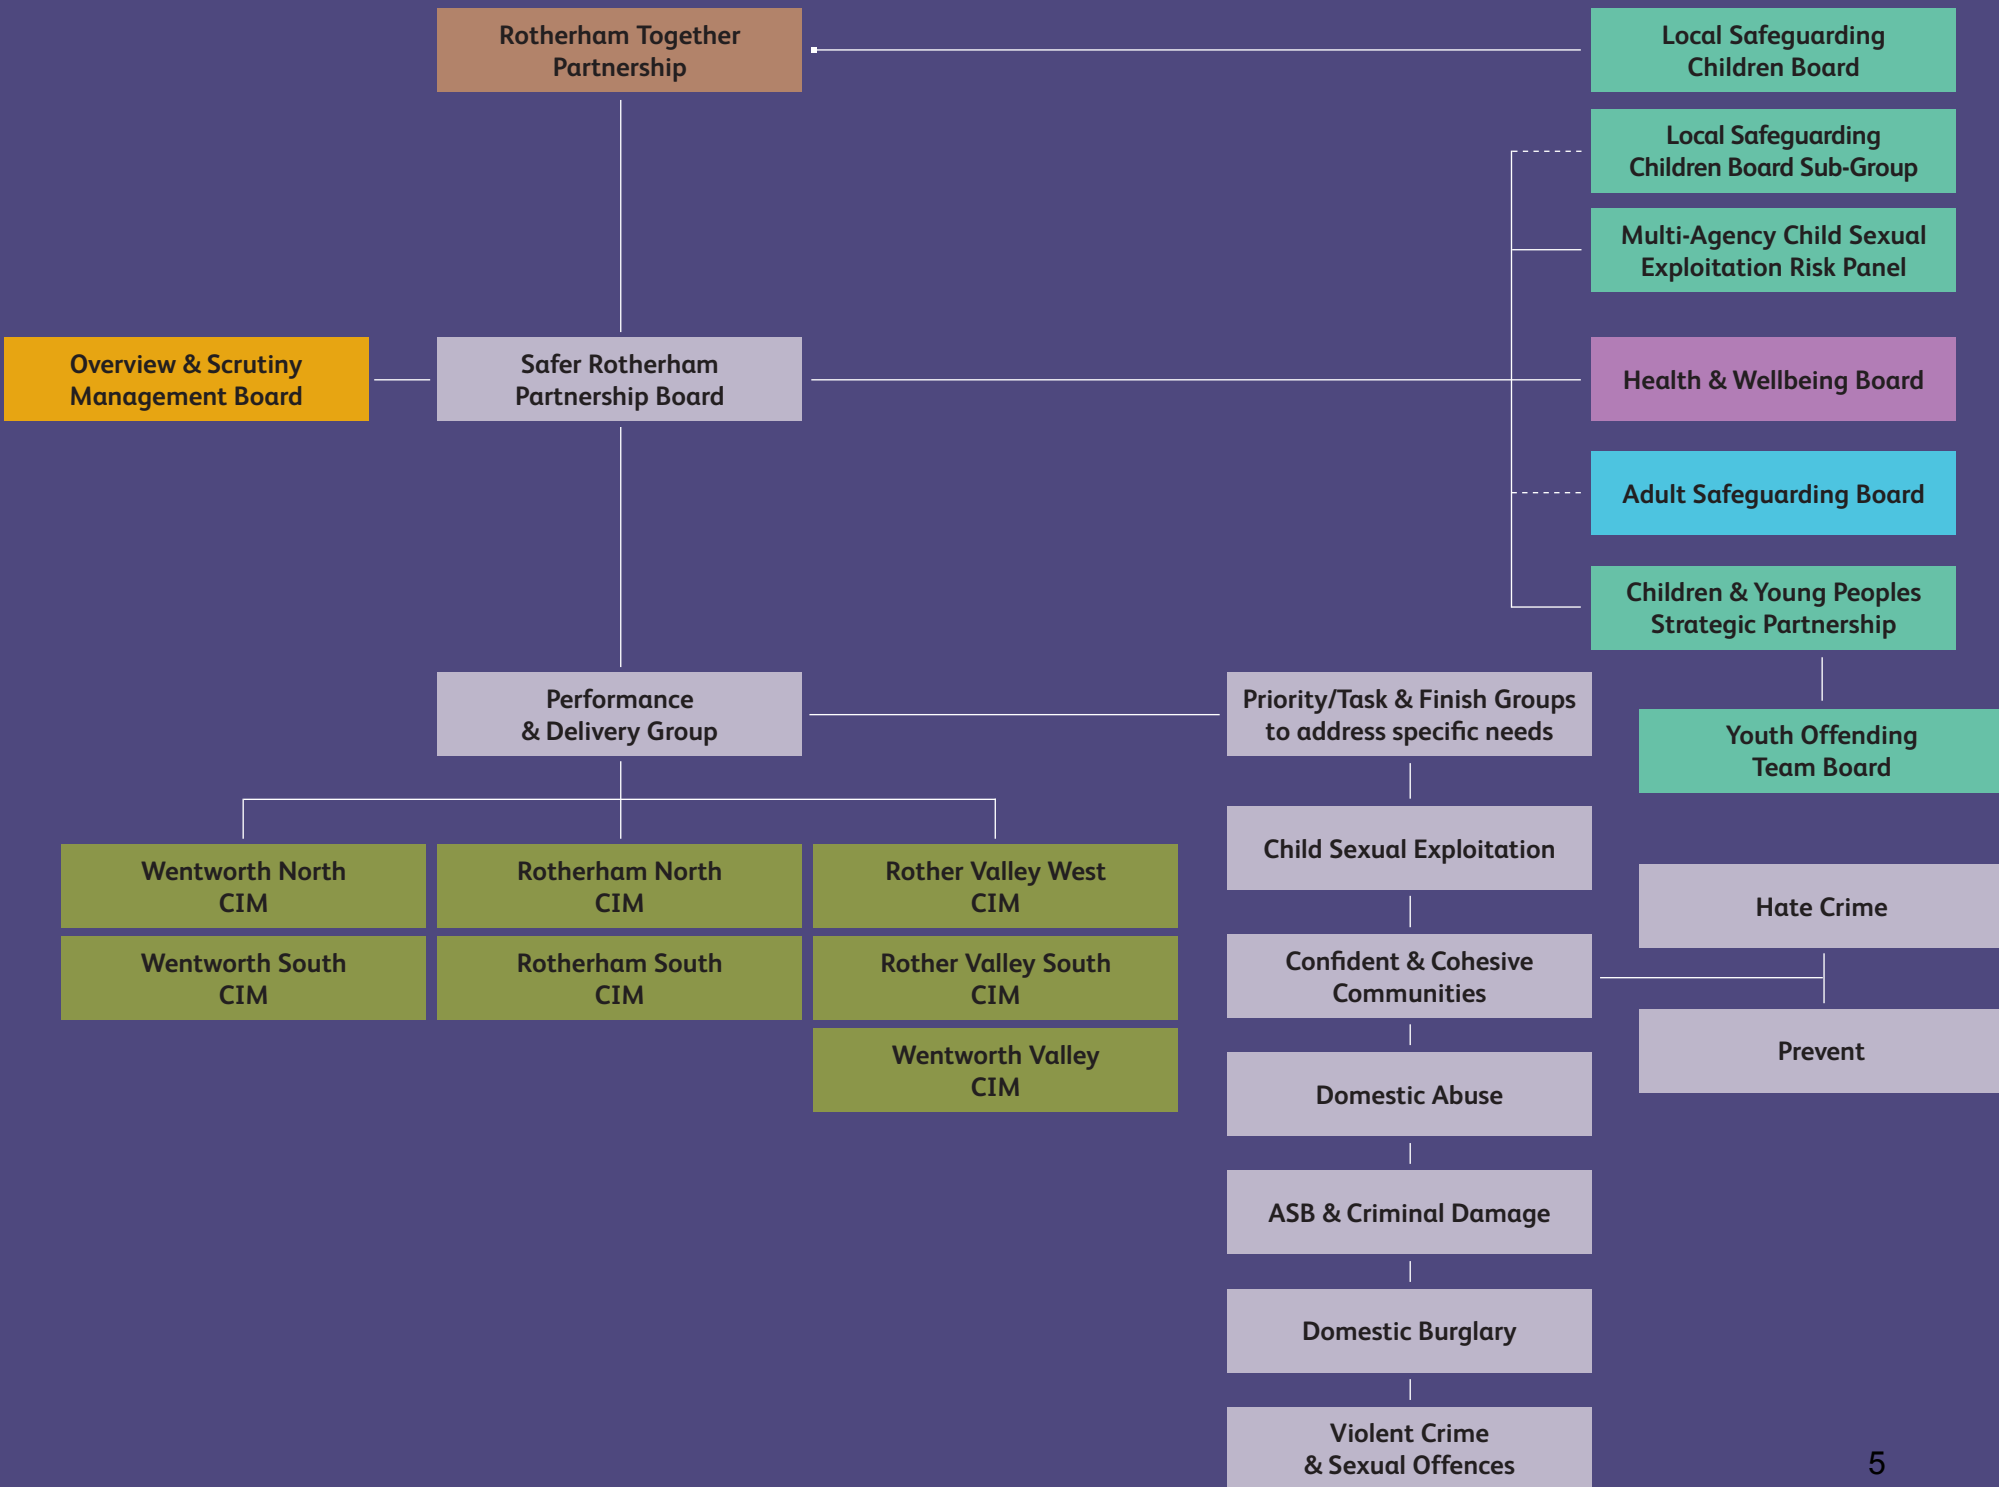 Rotherham Together
Partnership
Local Safeguarding
Children Board
Local Safeguarding
Children Board Sub-Group
Multi-Agency Child Sexual
Exploitation Risk Panel
Overview & Scrutiny
Management Board
Safer Rotherham
Partnership Board
Health & Wellbeing Board
Adult Safeguarding Board
Children & Young Peoples
Strategic Partnership
Performance
& Delivery Group
Priority/Task & Finish Groups
to address specific needs
Youth Offending
Team Board
Wentworth North
CIM
Rotherham North
CIM
Rother Valley West
CIM
Wentworth South
CIM
Rotherham South
CIM
Rother Valley South
CIM
Wentworth Valley
CIM
Child Sexual Exploitation
Confident & Cohesive
Communities
Hate Crime
Prevent
Domestic Abuse
ASB & Criminal Damage
Domestic Burglary
Violent Crime
& Sexual Offences
5